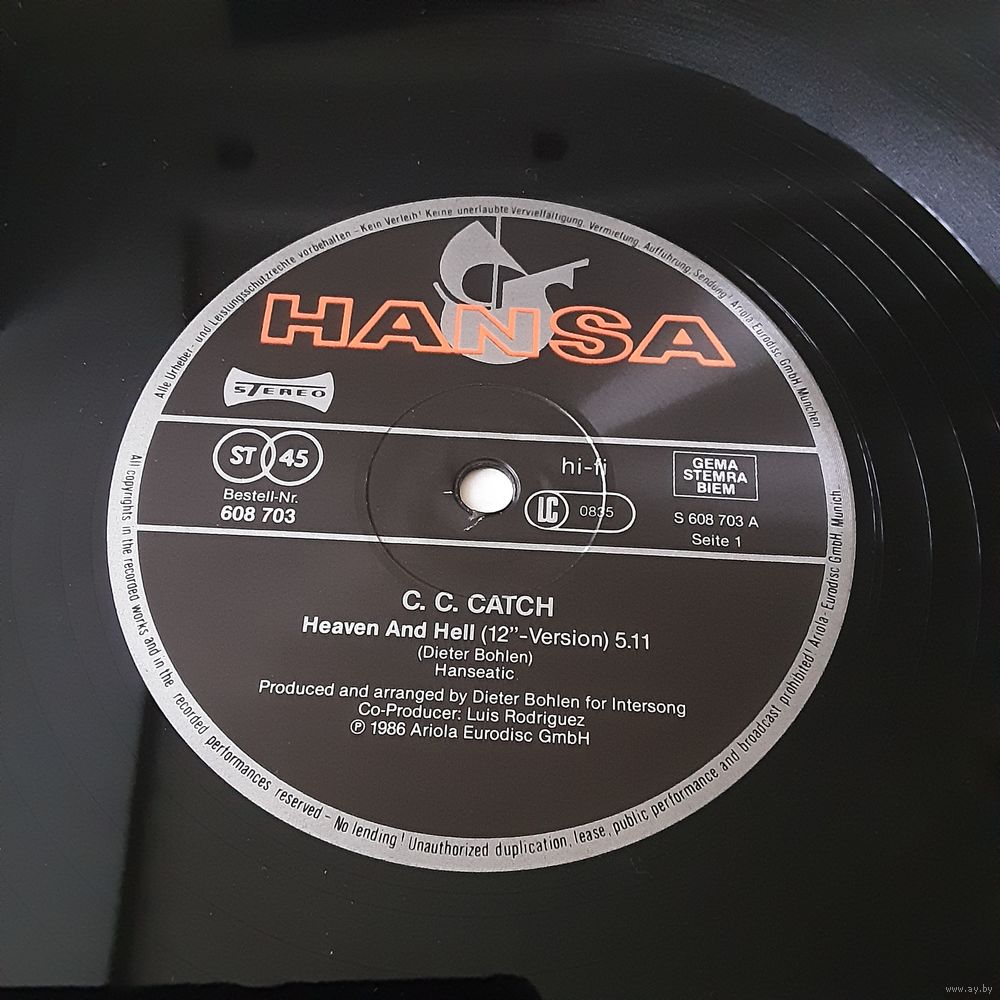 Alle Urheber- und Leistungsschutzrechte vorbehalten - Kein Verleih! Keine unerlaubte Vervielfältigung, Vermietung, Aufführung, Sendung! Ariola-Eurodisc GmbH, München
HANSA
STEREO
ST 45
Bestell-Nr.
608 703
hi-fi
LC 0835
GEMA
STEMRA
BIEM
S 608 703 A
Seite 1
C. C. CATCH
Heaven And Hell (12”-Version) 5.11
(Dieter Bohlen)
Hanseatic
Produced and arranged by Dieter Bohlen for Intersong
Co-Producer: Luis Rodriguez
℗ 1986 Ariola Eurodisc GmbH
All copyrights in the recorded works and in the recorded performances reserved - No lending! Unauthorized duplication, lease, public performance and broadcast prohibited! Ariola-Eurodisc GmbH, Munich
www.ay.by